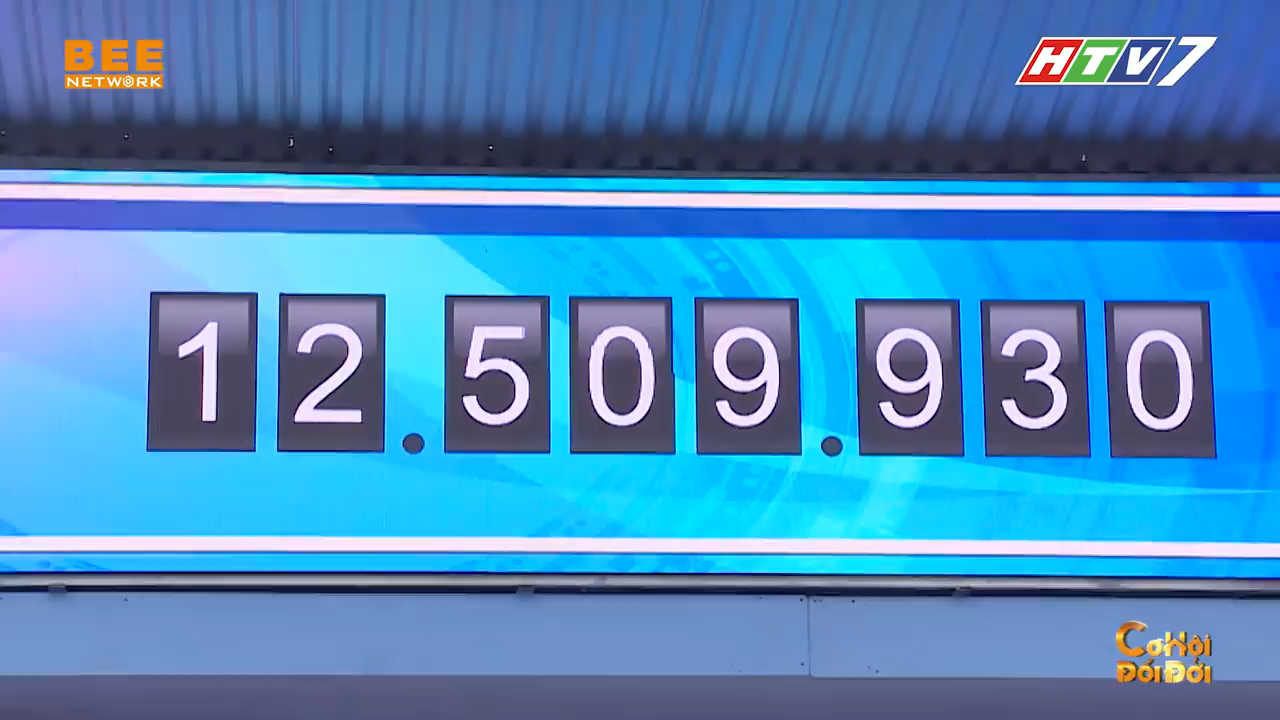 BEE
NETWORK
HTV7
12.509.930
Cơ Hội
Đổi Đời